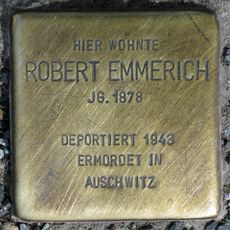 HIER WOHNTE
ROBERT EMMERICH
JG. 1878
DEPORTIERT 1943
ERMORDET IN
AUSCHWITZ